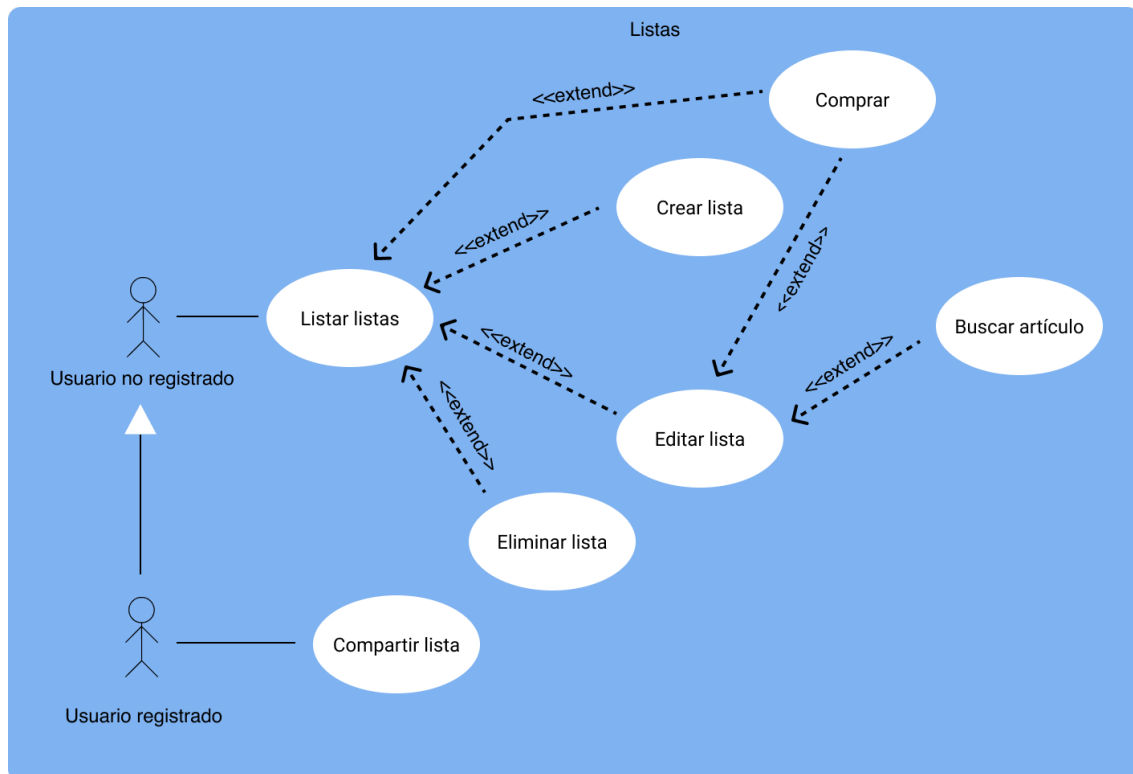 Listas
<<extend>>
Comprar
Crear lista
<<extend>>
<<extend>>
Listar listas
Buscar artículo
<<extend>>
<<extend>>
Usuario no registrado
<<extend>>
Editar lista
Eliminar lista
Compartir lista
Usuario registrado